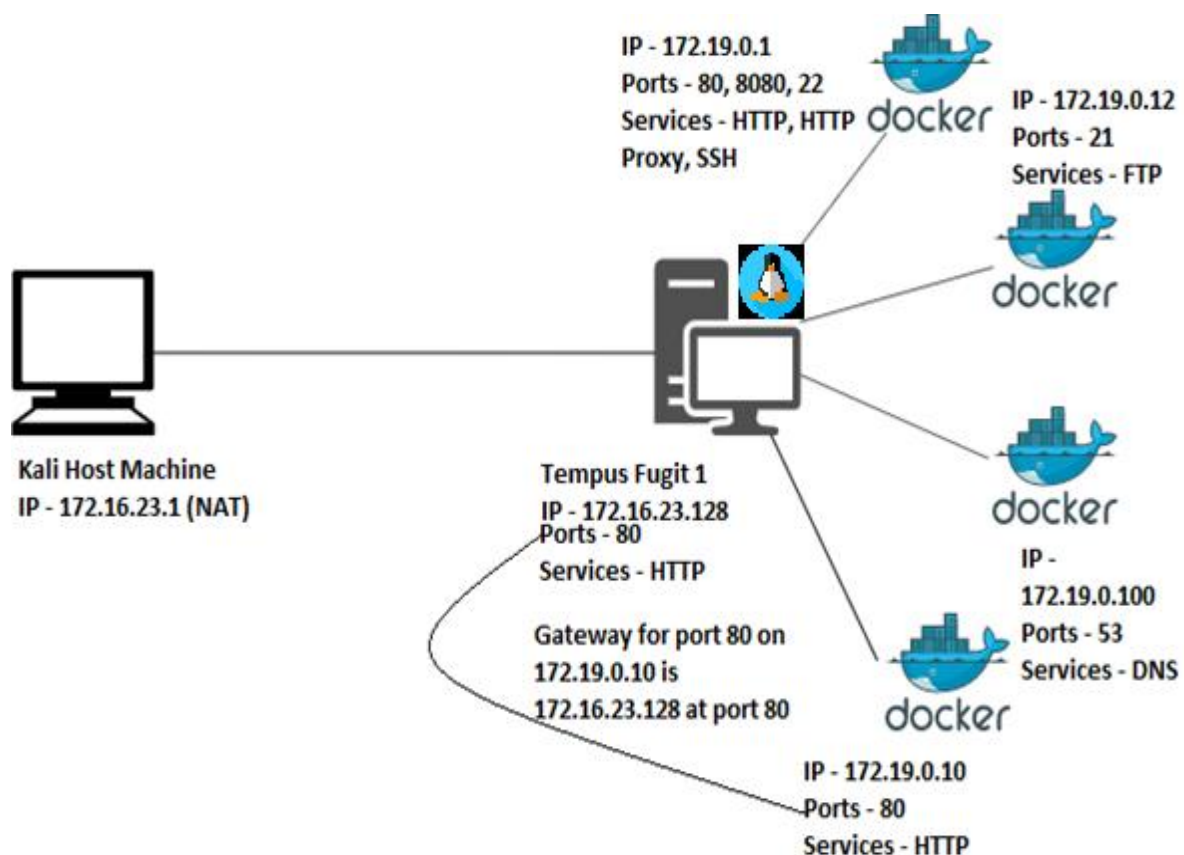 IP - 172.19.0.1
Ports - 80, 8080, 22
Services - HTTP, HTTP
Proxy, SSH
docker
IP - 172.19.0.12
Ports - 21
Services - FTP
docker
Kali Host Machine
IP - 172.16.23.1 (NAT)
Tempus Fugit 1
IP - 172.16.23.128
Ports - 80
Services - HTTP
docker
IP -
172.19.0.100
Ports - 53
Services - DNS
Gateway for port 80 on
172.19.0.10 is
172.16.23.128 at port 80
docker
IP - 172.19.0.10
Ports - 80
Services - HTTP